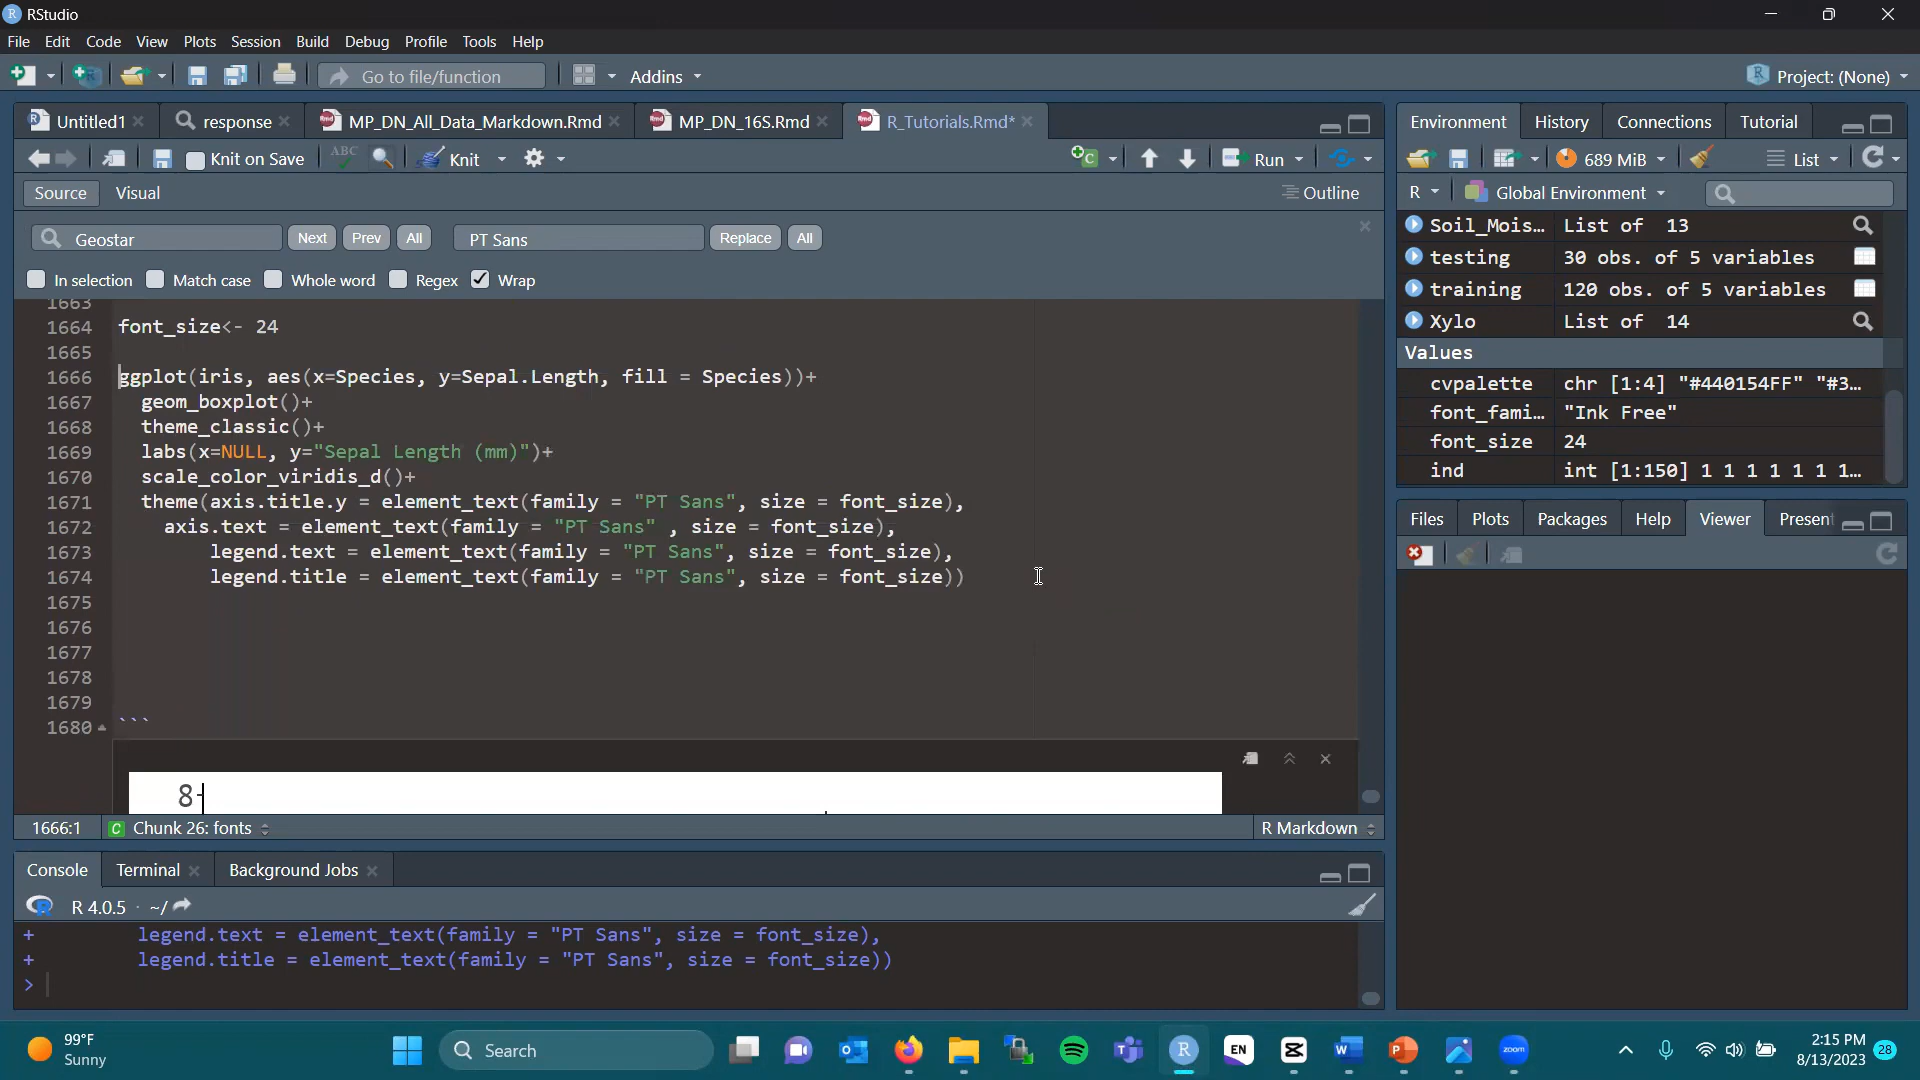 RStudio
File Edit Code View Plots Session Build Debug Profile Tools Help
Go to file/function Addins Project: (None)
Untitled1 response MP_DN_All_Data_Markdown.Rmd MP_DN_16S.Rmd R_Tutorials.Rmd*
Knit on Save ABC Knit Run
Source Visual Outline
Geostar Next Prev All PT Sans Replace All
In selection Match case Whole word Regex Wrap
1663
1664 font_size<- 24
1665
1666 ggplot(iris, aes(x=Species, y=Sepal.Length, fill = Species))+
1667 geom_boxplot()+
1668 theme_classic()+
1669 labs(x=NULL, y="Sepal Length (mm)")+
1670 scale_color_viridis_d()+
1671 theme(axis.title.y = element_text(family = "PT Sans", size = font_size),
1672 axis.text = element_text(family = "PT Sans" , size = font_size),
1673 legend.text = element_text(family = "PT Sans", size = font_size),
1674 legend.title = element_text(family = "PT Sans", size = font_size))
1675
1676
1677
1678
1679
1680 ```
8
1666:1 Chunk 26: fonts R Markdown
Console Terminal Background Jobs
R 4.0.5 · ~/
+ legend.text = element_text(family = "PT Sans", size = font_size),
+ legend.title = element_text(family = "PT Sans", size = font_size))
>
Environment History Connections Tutorial
689 MiB List
R Global Environment
Soil_Mois... List of 13
testing 30 obs. of 5 variables
training 120 obs. of 5 variables
Xylo List of 14
Values
cvpalette chr [1:4] "#440154FF" "#3...
font_fami... "Ink Free"
font_size 24
ind int [1:150] 1 1 1 1 1 1 1...
Files Plots Packages Help Viewer Present
99°F
Sunny
Search
EN
zoom
2:15 PM
8/13/2023 28